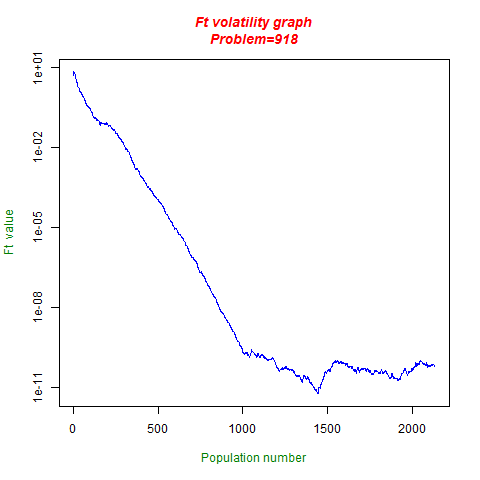 Ft volatility graph
Problem=918
1e+01
1e-02
1e-05
1e-08
1e-11
Ft value
0 500 1000 1500 2000
Population number